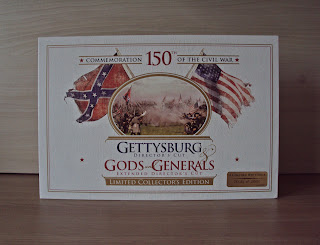 COMMEMORATION 150TH OF THE CIVIL WAR
GETTYSBURG &
DIRECTOR'S CUT
GODS AND GENERALS
EXTENDED DIRECTOR'S CUT
LIMITED COLLECTOR'S EDITION